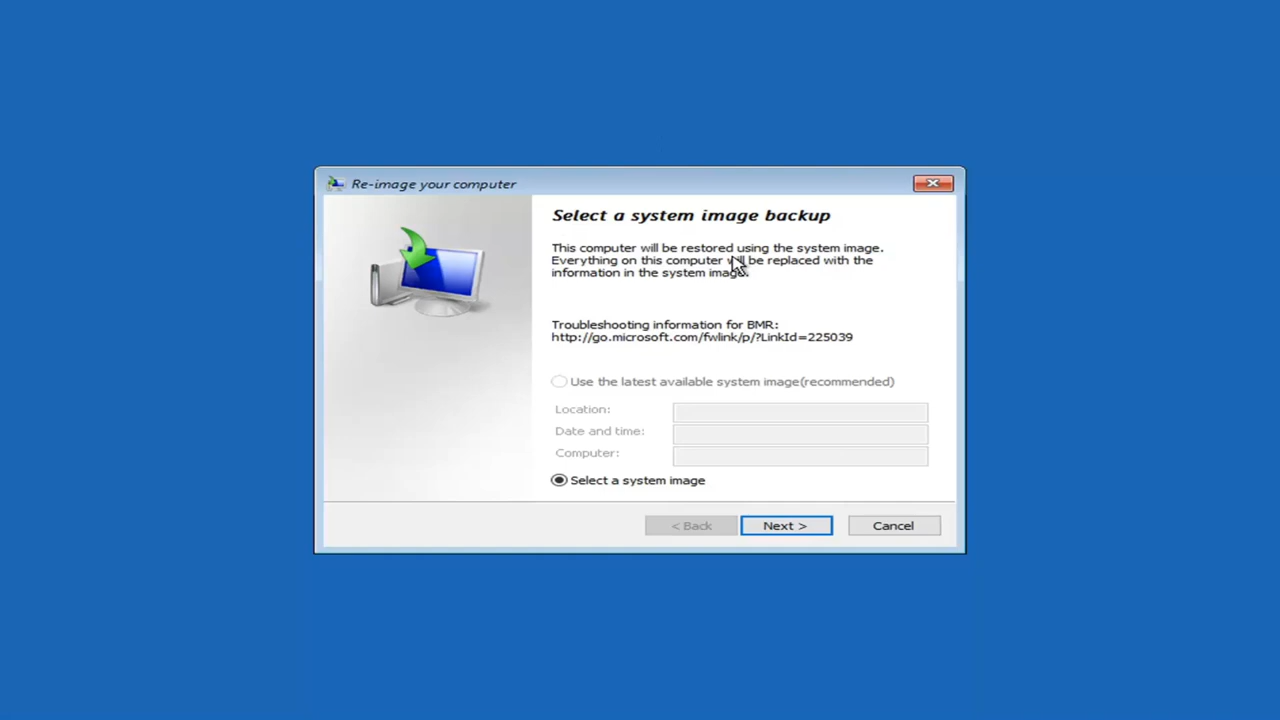 Re-image your computer
Select a system image backup
This computer will be restored using the system image.
Everything on this computer will be replaced with the
information in the system image.
Troubleshooting information for BMR:
http://go.microsoft.com/fwlink/p/?LinkId=225039
Use the latest available system image(recommended)
Location:
Date and time:
Computer:
Select a system image
< Back
Next >
Cancel